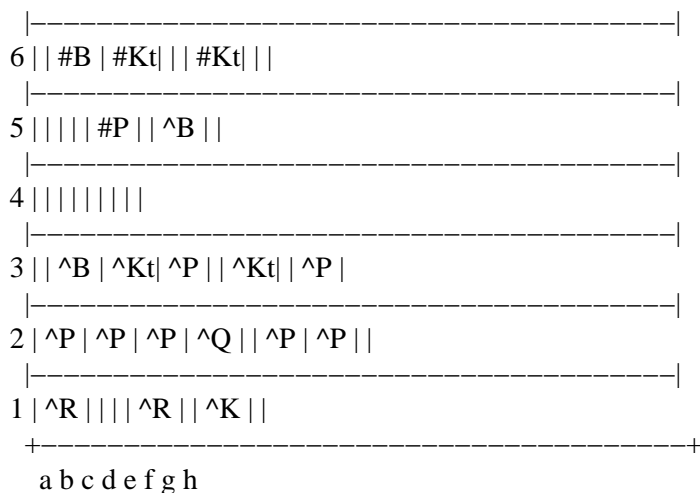 |---------------------------------------|
6 | | #B | #Kt| | | #Kt| | |
|---------------------------------------|
5 | | | | | #P | | ^B | |
|---------------------------------------|
4 | | | | | | | | |
|---------------------------------------|
3 | | ^B | ^Kt| ^P | | ^Kt| | ^P |
|---------------------------------------|
2 | ^P | ^P | ^P | ^Q | | ^P | ^P | |
|---------------------------------------|
1 | ^R | | | | ^R | | ^K | |
+---------------------------------------+
a b c d e f g h